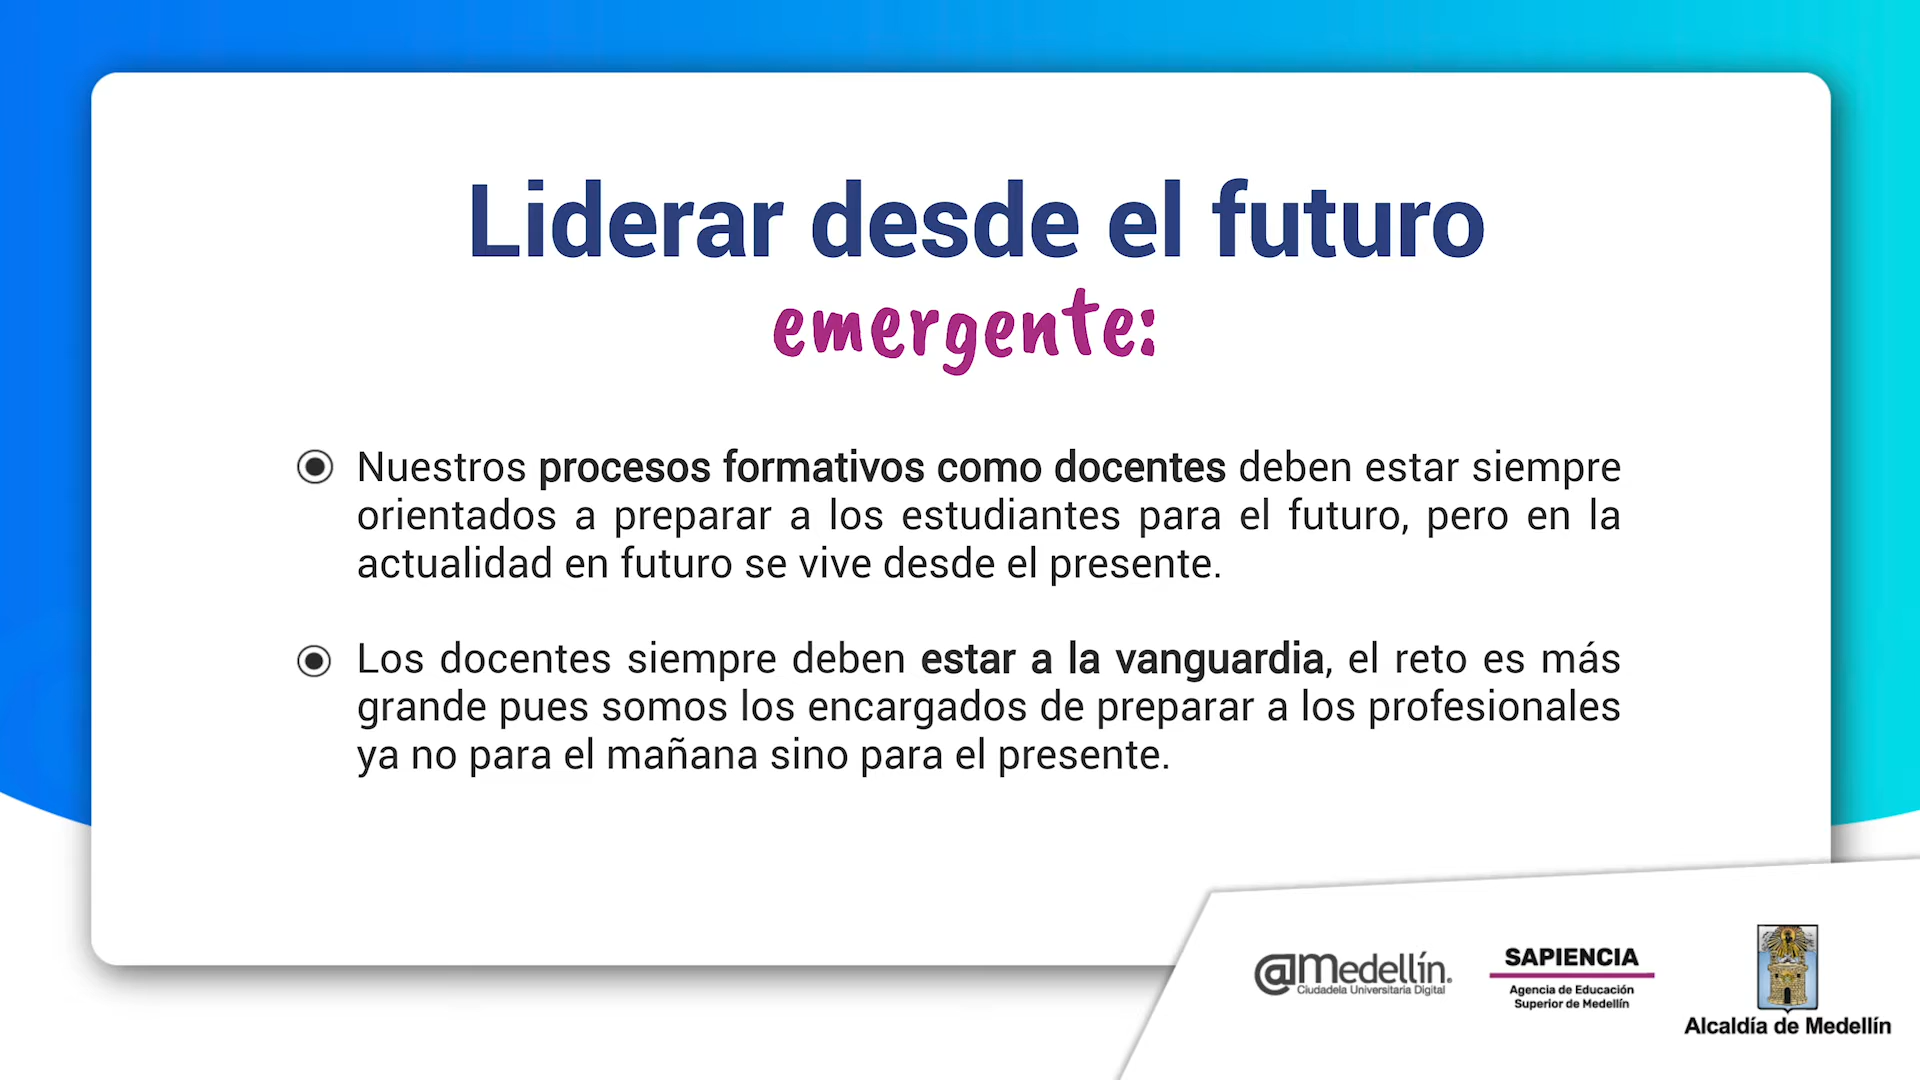 Liderar desde el futuro
emergente:
Nuestros procesos formativos como docentes deben estar siempre
orientados a preparar a los estudiantes para el futuro, pero en la
actualidad en futuro se vive desde el presente.
Los docentes siempre deben estar a la vanguardia, el reto es más
grande pues somos los encargados de preparar a los profesionales
ya no para el mañana sino para el presente.
@Medellín.
Ciudadela Universitaria Digital
SAPIENCIA
Agencia de Educación
Superior de Medellín
Alcaldía de Medellín